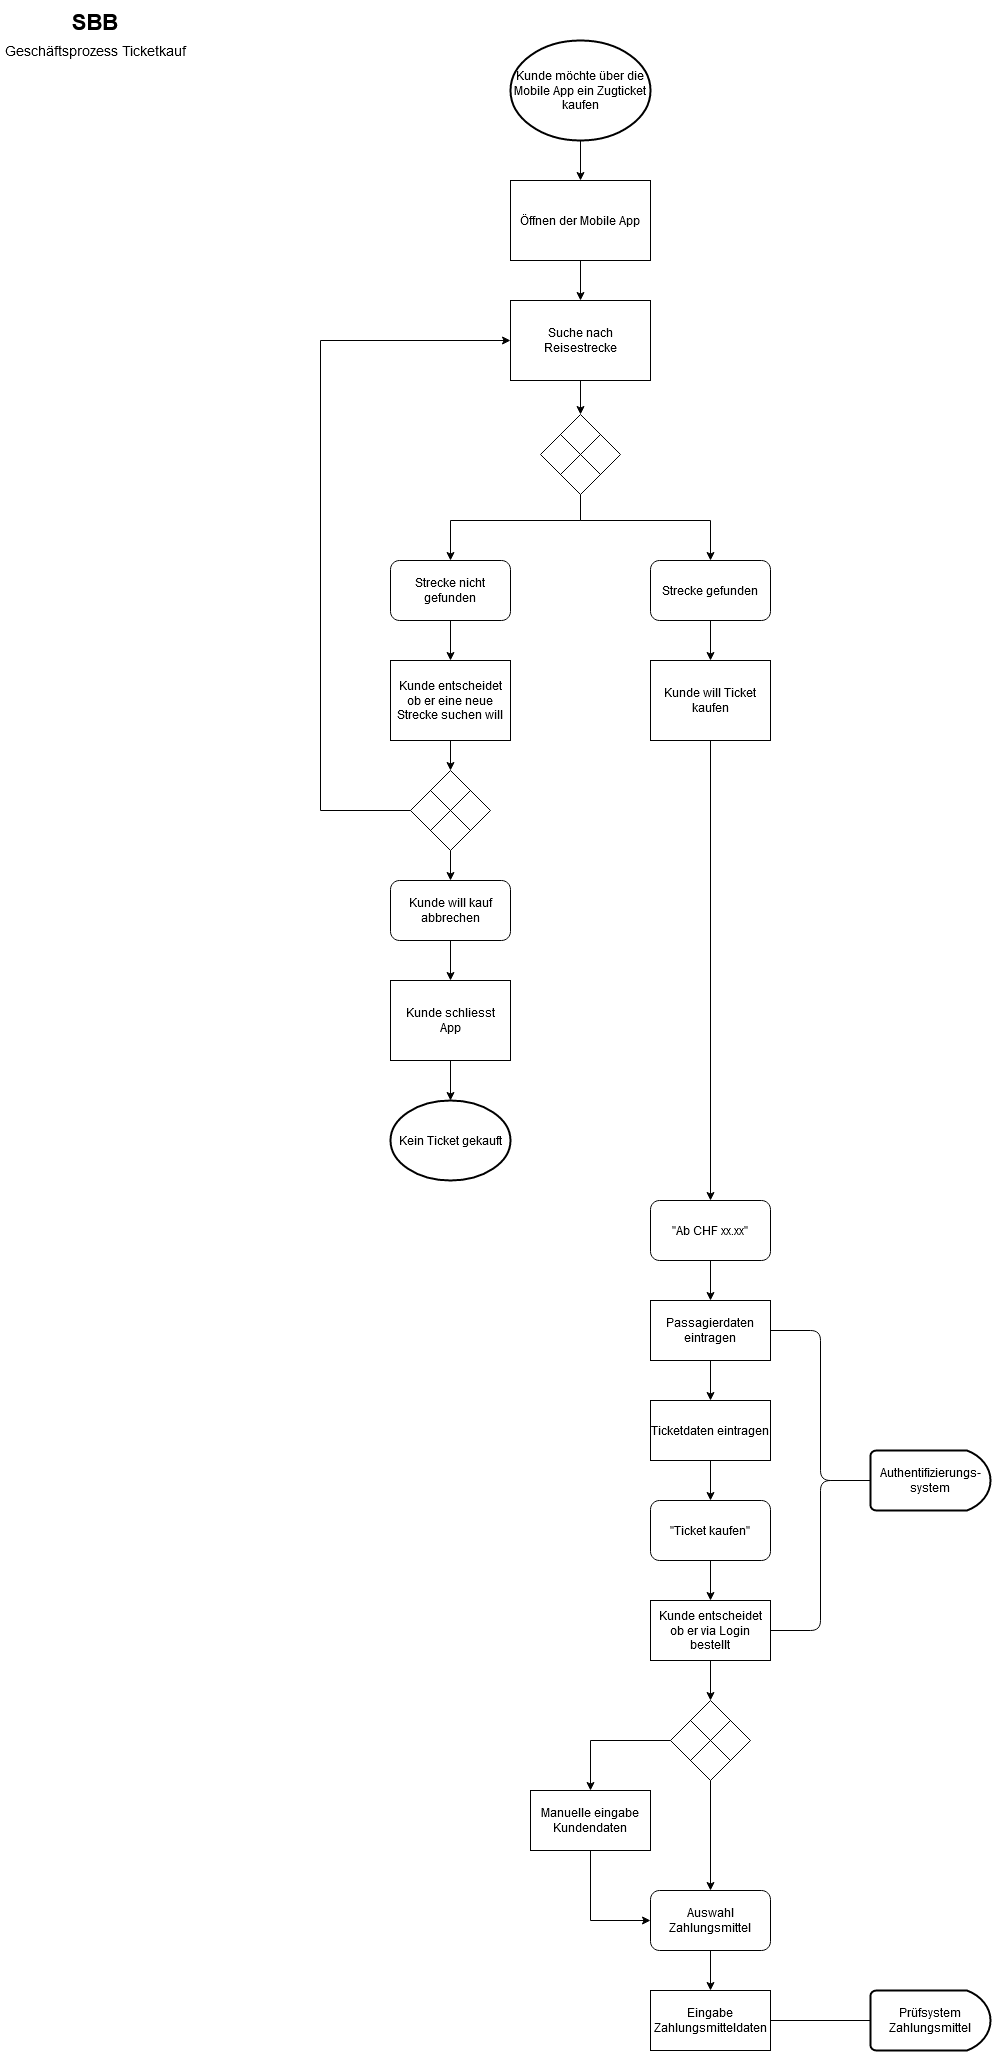 SBB
Geschäftsprozess Ticketkauf
Kunde möchte über die
Mobile App ein Zugticket
kaufen
Öffnen der Mobile App
Suche nach
Reisestrecke
Strecke nicht
gefunden
Strecke gefunden
Kunde entscheidet
ob er eine neue
Strecke suchen will
Kunde will Ticket
kaufen
Kunde will kauf
abbrechen
Kunde schliesst
App
Kein Ticket gekauft
"Ab CHF xx.xx"
Passagierdaten
eintragen
Ticketdaten eintragen
Authentifizierungs-
system
"Ticket kaufen"
Kunde entscheidet
ob er via Login
bestellt
Manuelle eingabe
Kundendaten
Auswahl
Zahlungsmittel
Eingabe
Zahlungsmitteldaten
Prüfsystem
Zahlungsmittel